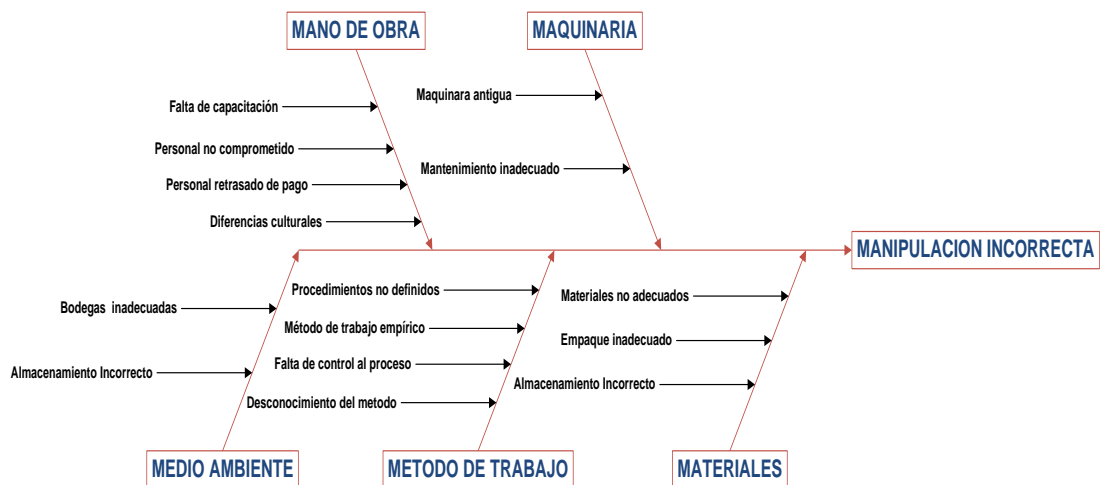 MANO DE OBRA
MAQUINARIA
Maquinara antigua
Falta de capacitación
Personal no comprometido
Mantenimiento inadecuado
Personal retrasado de pago
Diferencias culturales
MANIPULACION INCORRECTA
Procedimientos no definidos
Materiales no adecuados
Bodegas inadecuadas
Método de trabajo empírico
Empaque inadecuado
Falta de control al proceso
Almacenamiento Incorrecto
Almacenamiento Incorrecto
Desconocimiento del metodo
MEDIO AMBIENTE
METODO DE TRABAJO
MATERIALES